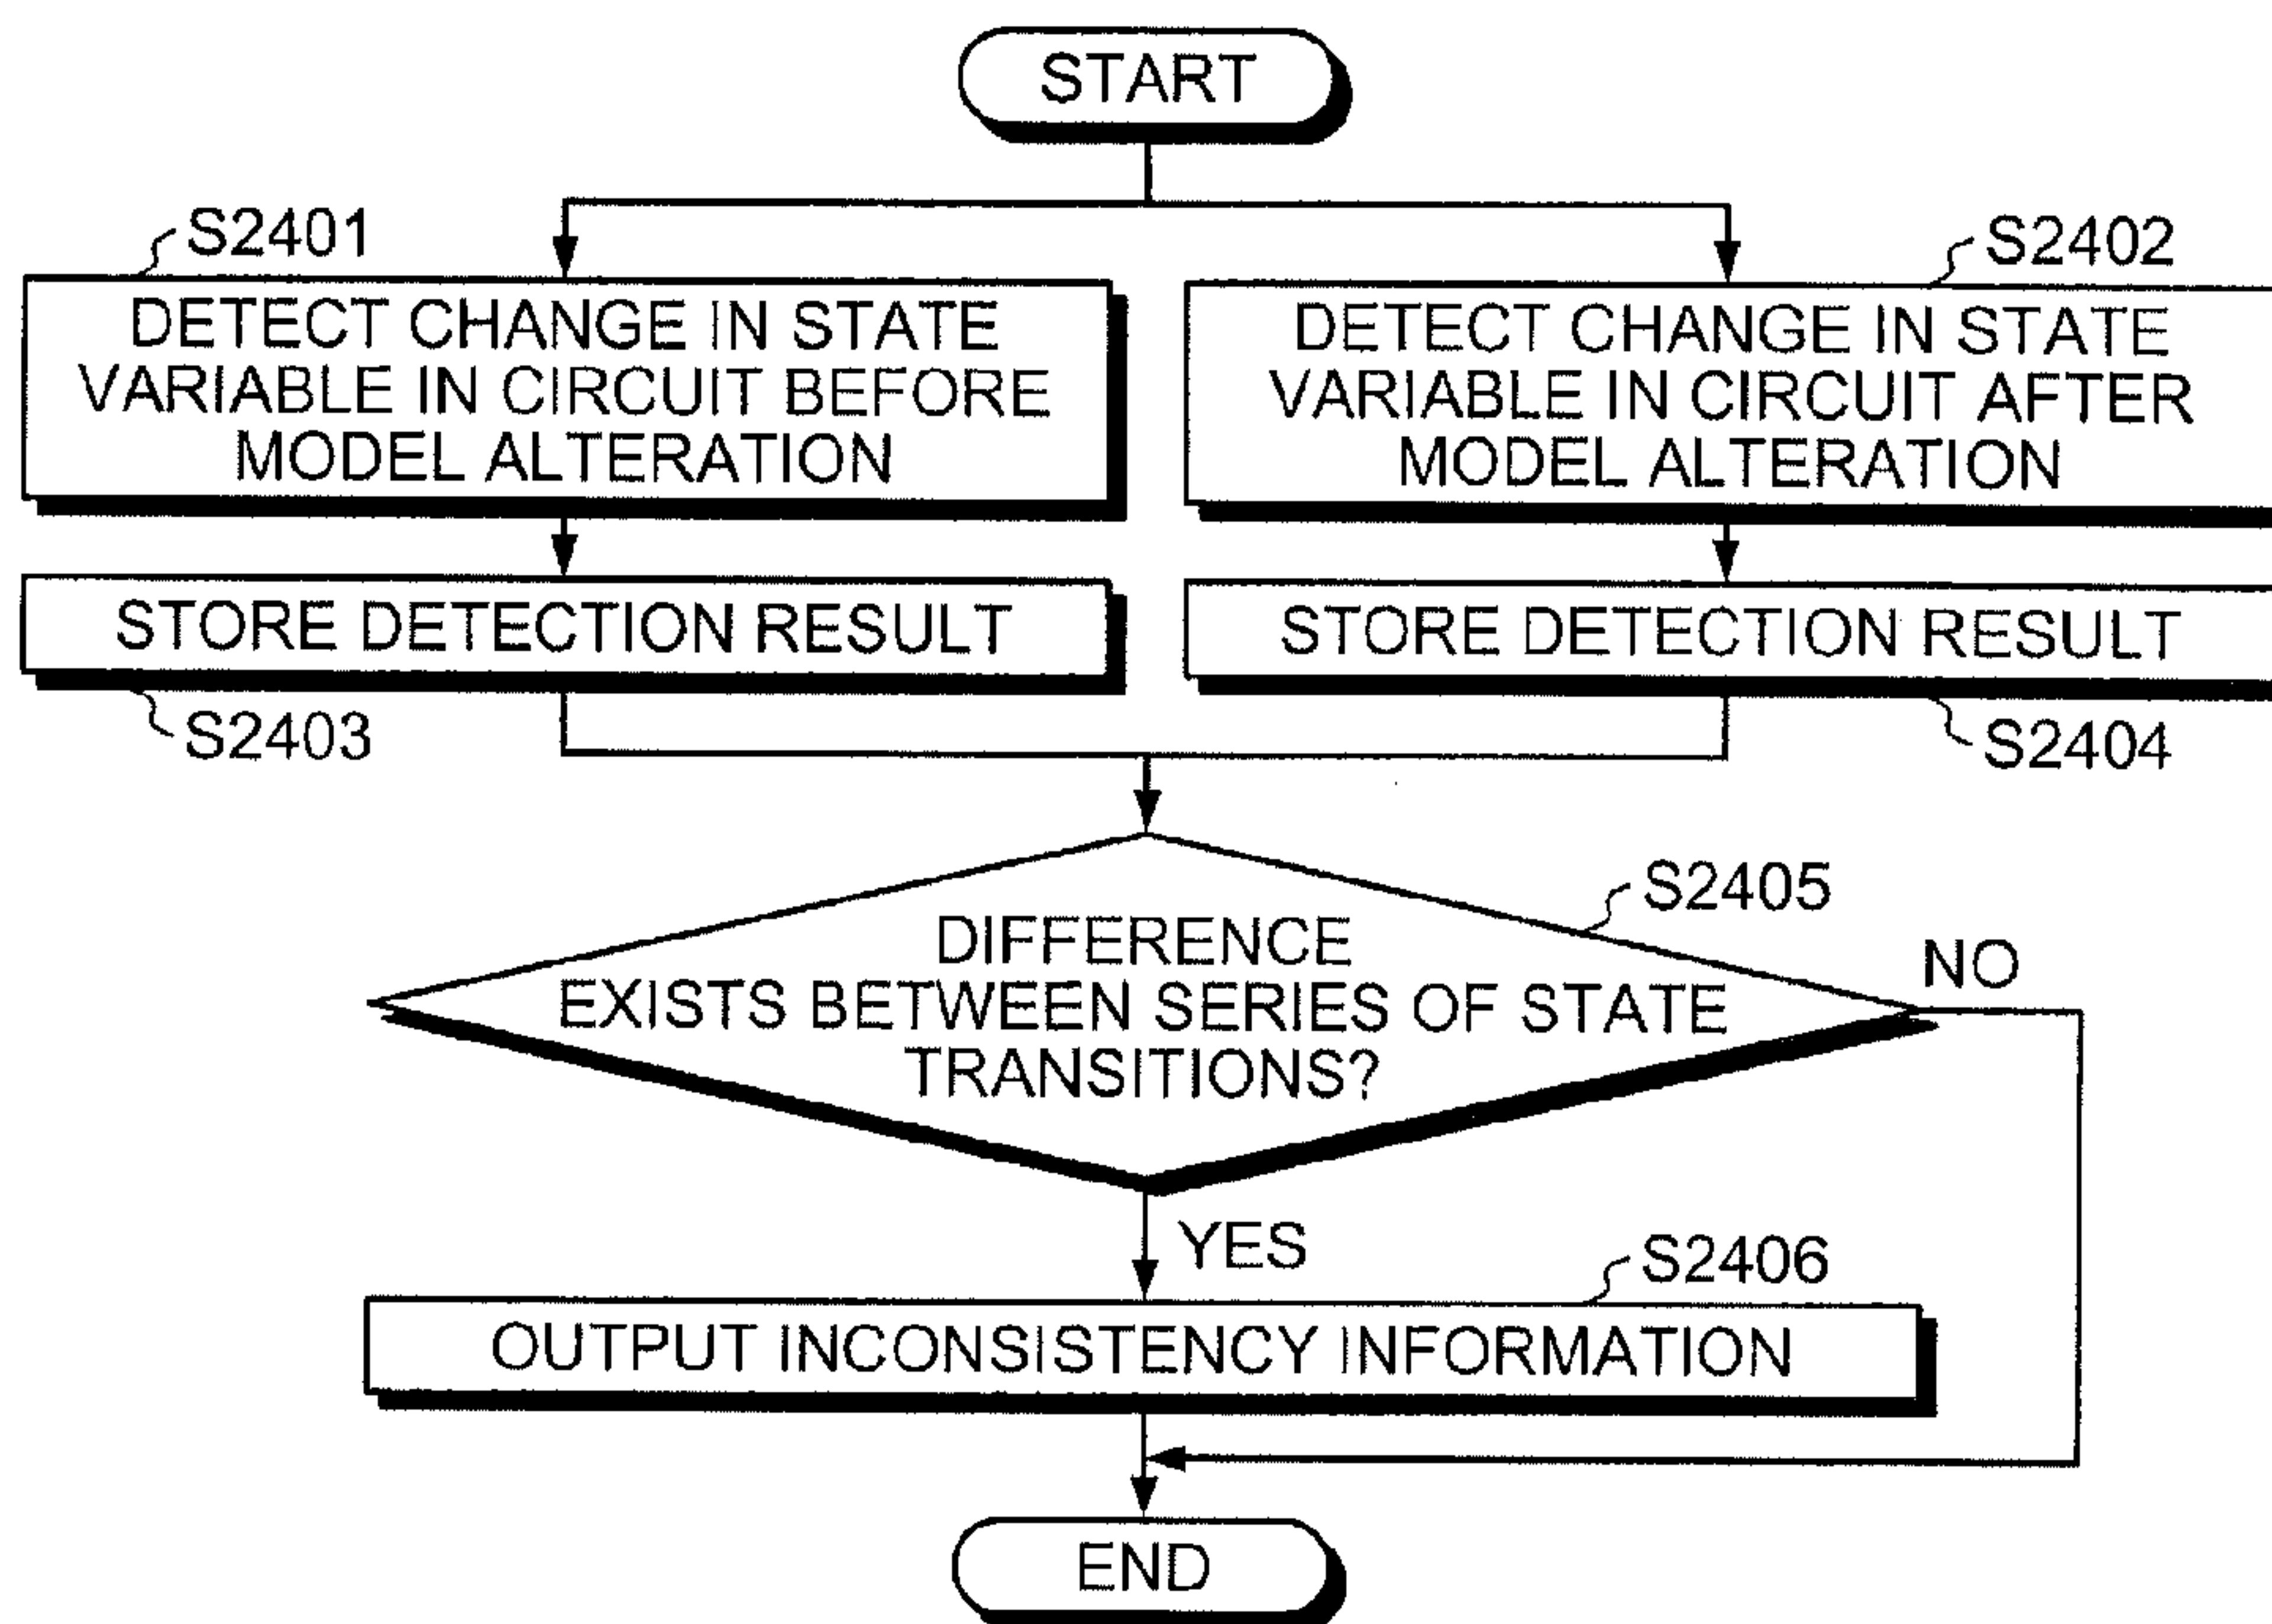 START
S2401
S2402
DETECT CHANGE IN STATE
VARIABLE IN CIRCUIT BEFORE
MODEL ALTERATION
DETECT CHANGE IN STATE
VARIABLE IN CIRCUIT AFTER
MODEL ALTERATION
STORE DETECTION RESULT
STORE DETECTION RESULT
S2403
S2404
S2405
DIFFERENCE
EXISTS BETWEEN SERIES OF STATE
TRANSITIONS?
NO
YES
S2406
OUTPUT INCONSISTENCY INFORMATION
END